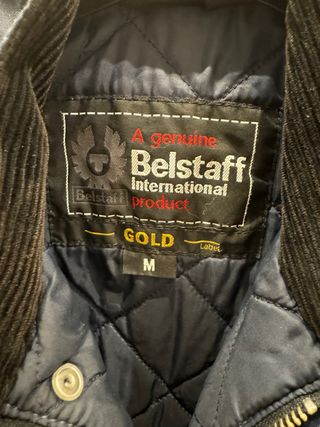 A genuine
Belstaff
International
product
Belstaff
GOLD
Label
M